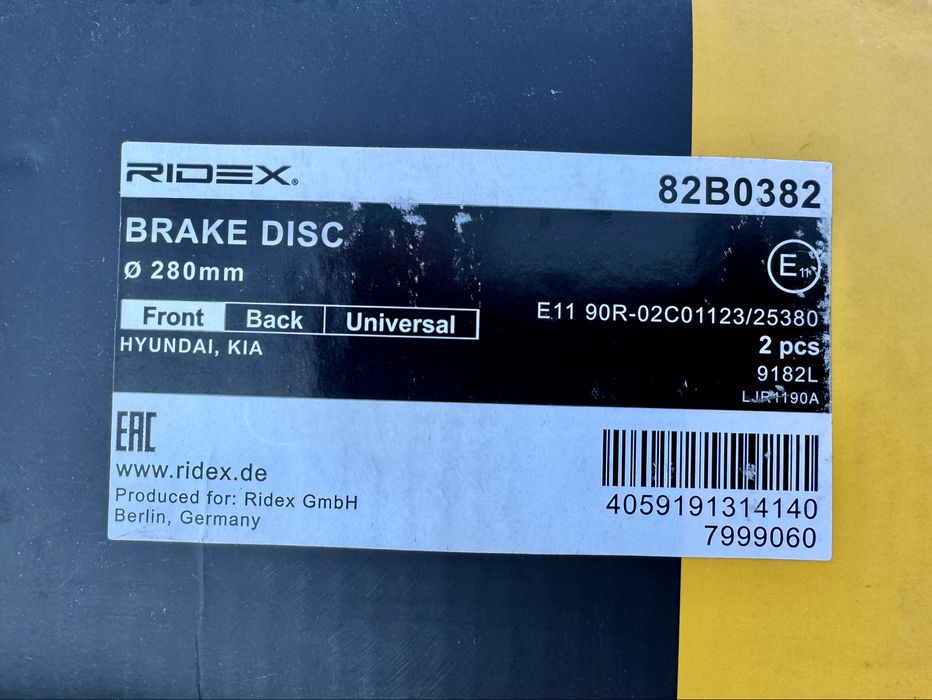 RIDEX®
82B0382
BRAKE DISC
Ø 280mm
E11
Front Back Universal
E11 90R-02C01123/25380
HYUNDAI, KIA
2 pcs
9182L
LJR1190A
EAC
www.ridex.de
Produced for: Ridex GmbH
Berlin, Germany
4059191314140
7999060